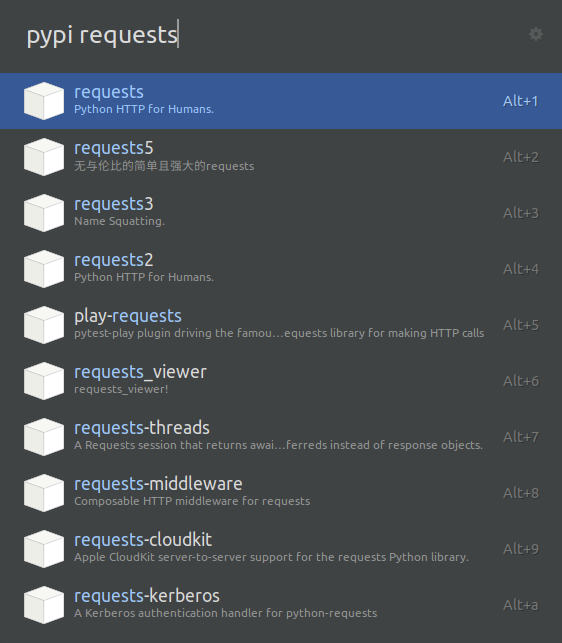 pypi requests
requests
Python HTTP for Humans.
Alt+1
requests5
无与伦比的简单且强大的requests
Alt+2
requests3
Name Squatting.
Alt+3
requests2
Python HTTP for Humans.
Alt+4
play-requests
pytest-play plugin driving the famou...equests library for making HTTP calls
Alt+5
requests_viewer
requests_viewer!
Alt+6
requests-threads
A Requests session that returns awai...ferreds instead of response objects.
Alt+7
requests-middleware
Composable HTTP middleware for requests
Alt+8
requests-cloudkit
Apple CloudKit server-to-server support for the requests Python library.
Alt+9
requests-kerberos
A Kerberos authentication handler for python-requests
Alt+a